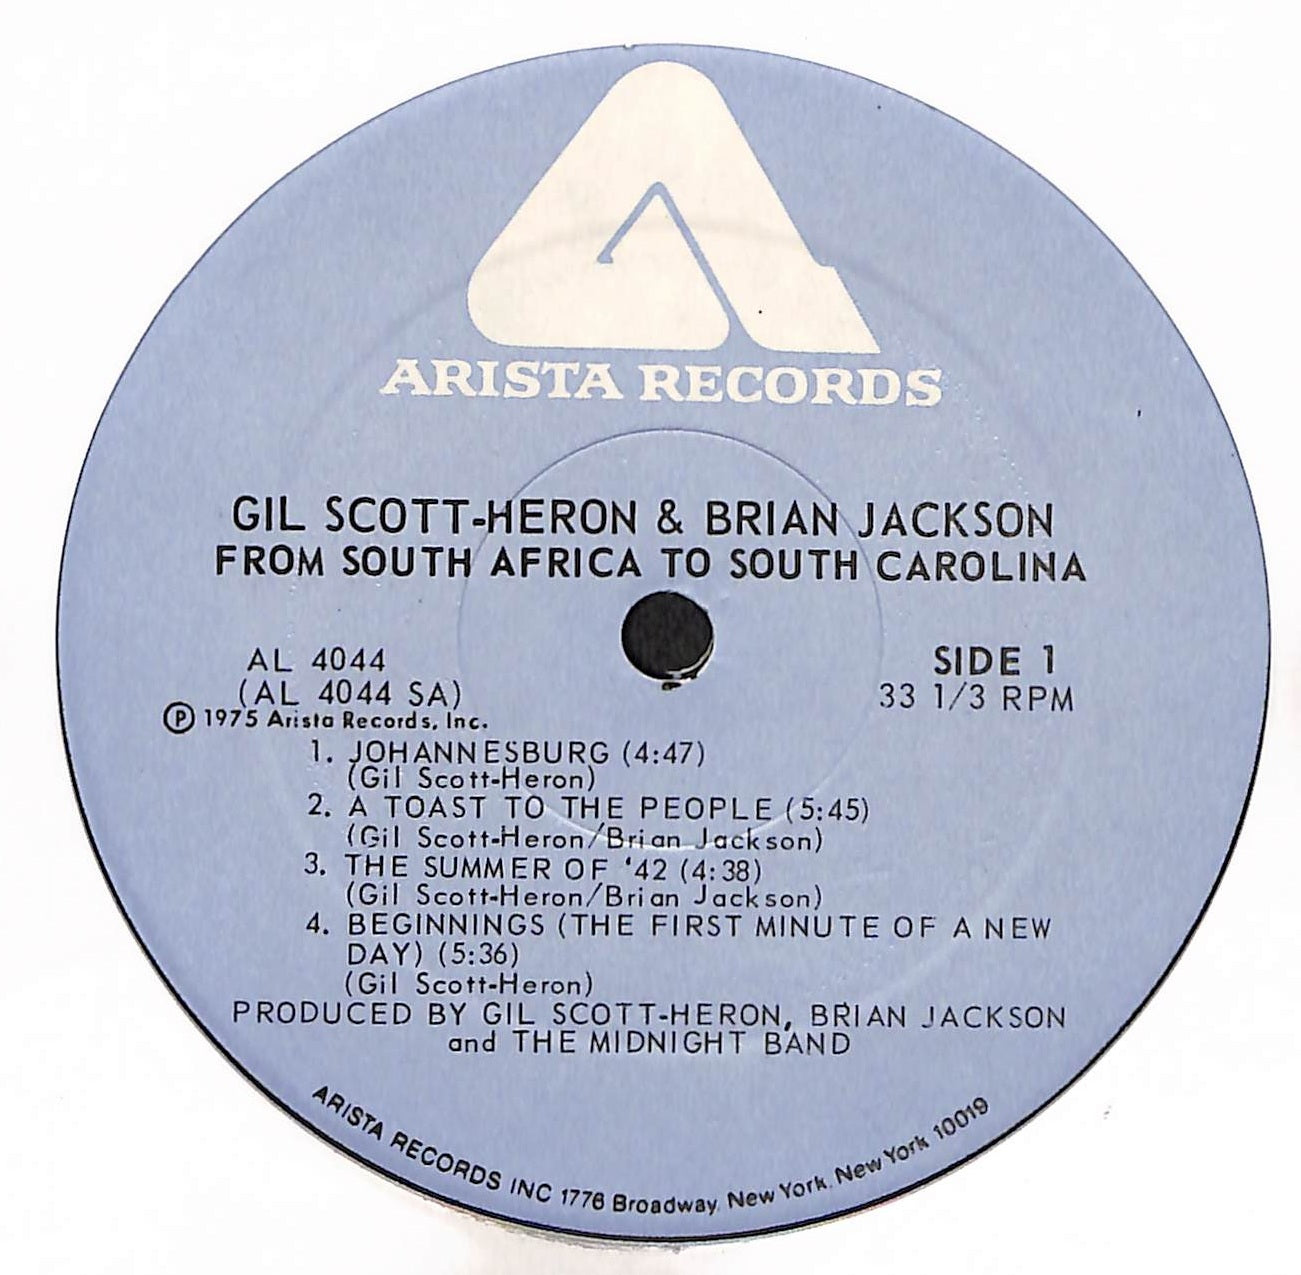 ARISTA RECORDS
GIL SCOTT-HERON & BRIAN JACKSON
FROM SOUTH AFRICA TO SOUTH CAROLINA
AL 4044
(AL 4044 SA)
℗ 1975 Arista Records, Inc.
SIDE 1
33 1/3 RPM
1. JOHANNESBURG (4:47)
(Gil Scott-Heron)
2. A TOAST TO THE PEOPLE (5:45)
(Gil Scott-Heron/Brian Jackson)
3. THE SUMMER OF '42 (4:38)
(Gil Scott-Heron/Brian Jackson)
4. BEGINNINGS (THE FIRST MINUTE OF A NEW
DAY) (5:36)
(Gil Scott-Heron)
PRODUCED BY GIL SCOTT-HERON, BRIAN JACKSON
and THE MIDNIGHT BAND
ARISTA RECORDS INC 1776 Broadway, New York, New York 10019